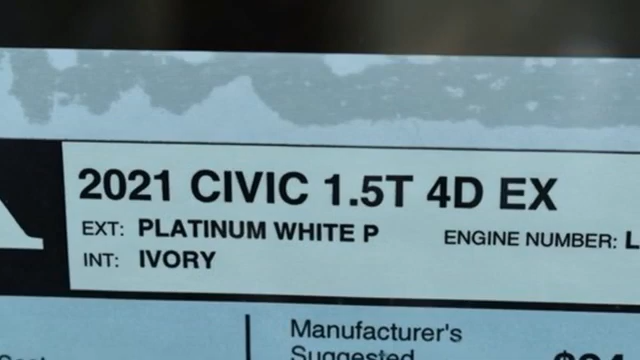 2021 CIVIC 1.5T 4D EX
EXT: PLATINUM WHITE P
ENGINE NUMBER: L
INT: IVORY
Manufacturer's
Suggested